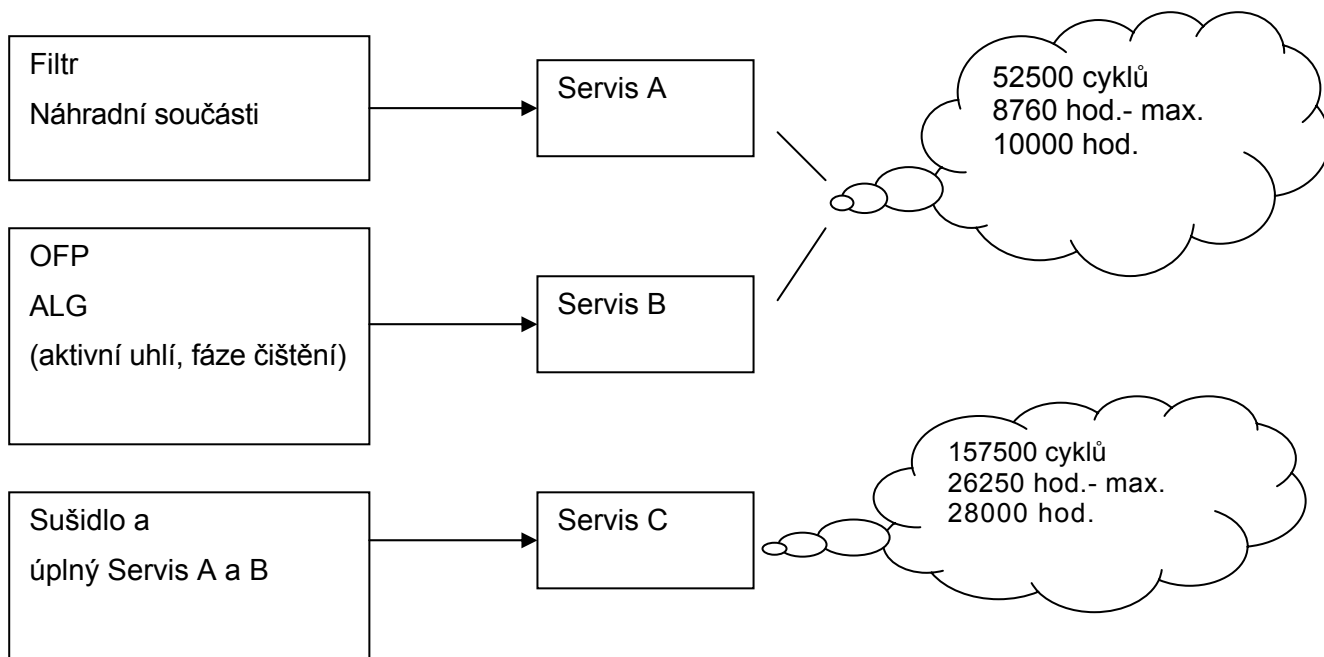 Filtr
Náhradní součásti
Servis A
52500 cyklů
8760 hod.- max.
10000 hod.
OFP
ALG
(aktivní uhlí, fáze čištění)
Servis B
Sušidlo a
úplný Servis A a B
Servis C
157500 cyklů
26250 hod.- max.
28000 hod.